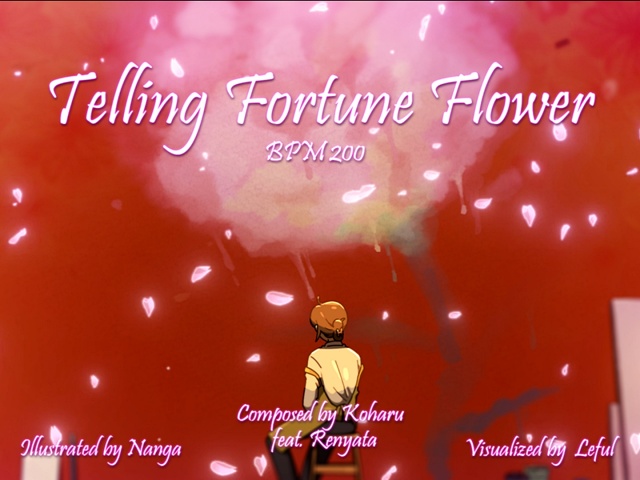 Telling Fortune Flower
BPM 200
Composed by Koharu
feat. Renyata
Illustrated by Nanga
Visualized by Leful